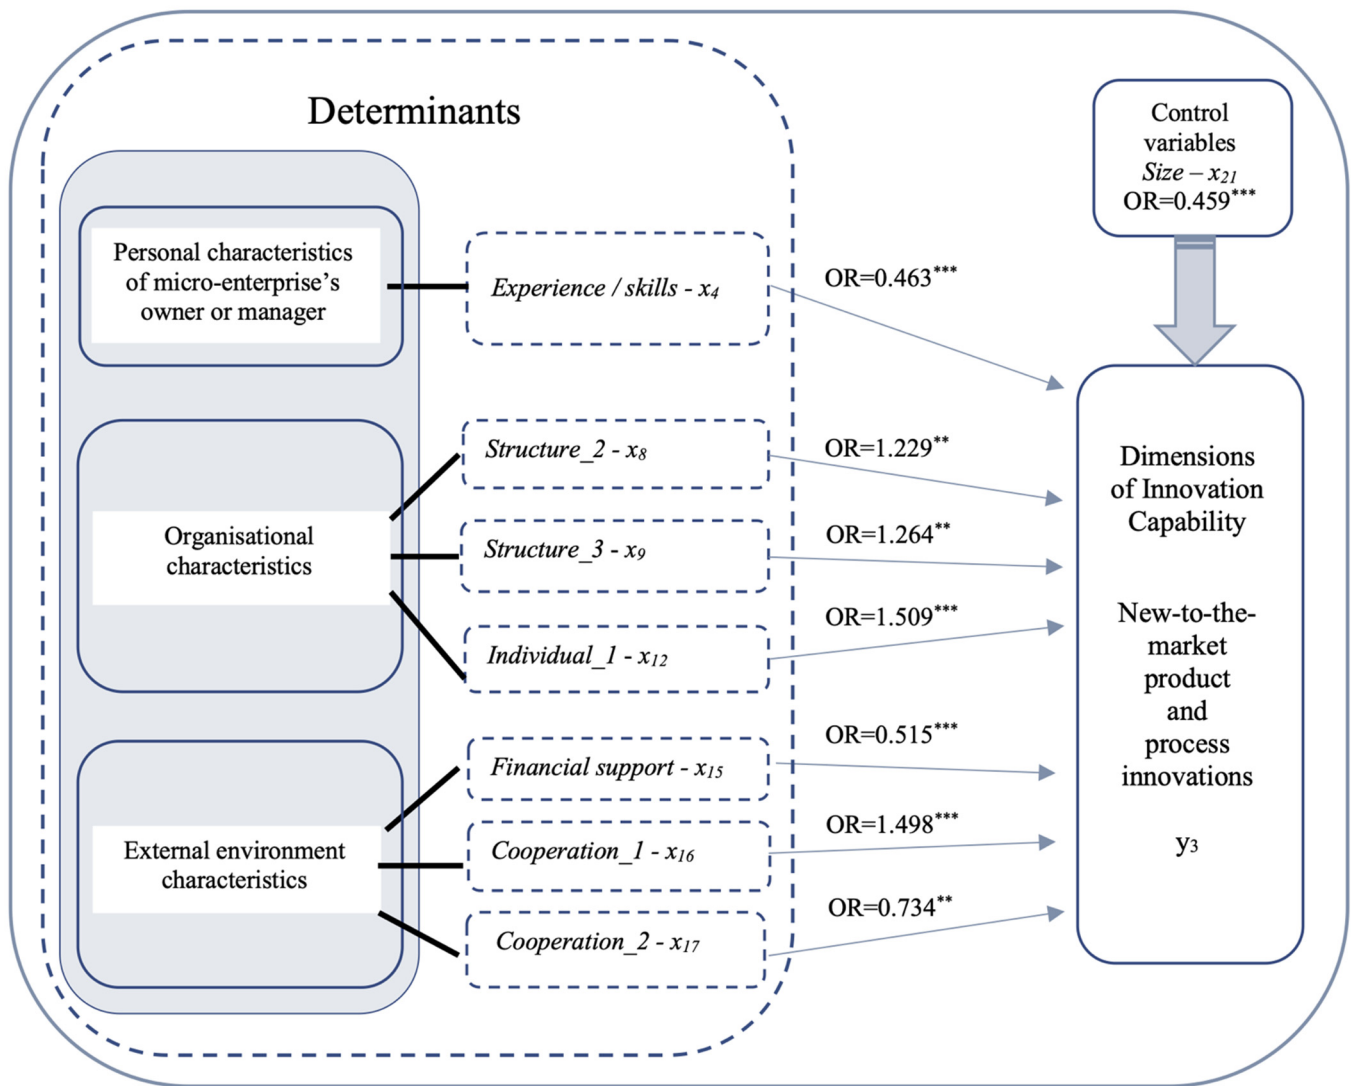 Determinants
Control
variables
Size – x21
OR=0.459***
Personal characteristics
of micro-enterprise’s
owner or manager
Experience / skills - x4
OR=0.463***
Organisational
characteristics
Structure_2 - x8
OR=1.229**
Structure_3 - x9
OR=1.264**
Individual_1 - x12
OR=1.509***
External environment
characteristics
Financial support - x15
OR=0.515***
Cooperation_1 - x16
OR=1.498***
Cooperation_2 - x17
OR=0.734**
Dimensions
of Innovation
Capability
New-to-the-
market
product
and
process
innovations
y3